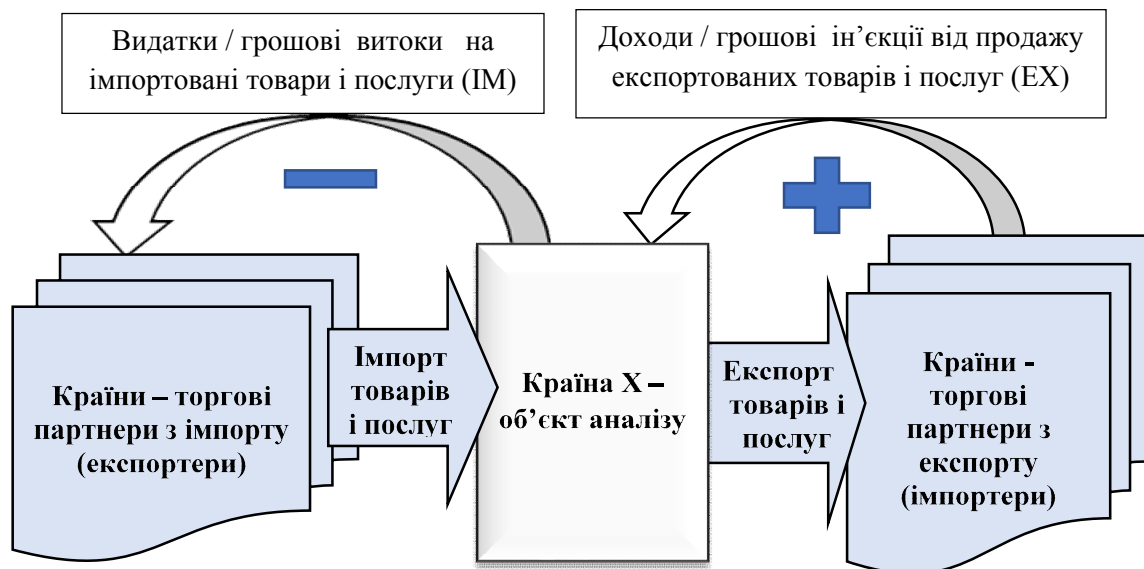 Видатки / грошові витоки на
імпортовані товари і послуги (IM)
Доходи / грошові ін’єкції від продажу
експортованих товарів і послуг (EX)
Країни – торгові
партнери з імпорту
(експортери)
Імпорт
товарів
і послуг
Країна X –
об’єкт аналізу
Експорт
товарів і
послуг
Країни -
торгові
партнери з
експорту
(імпортери)